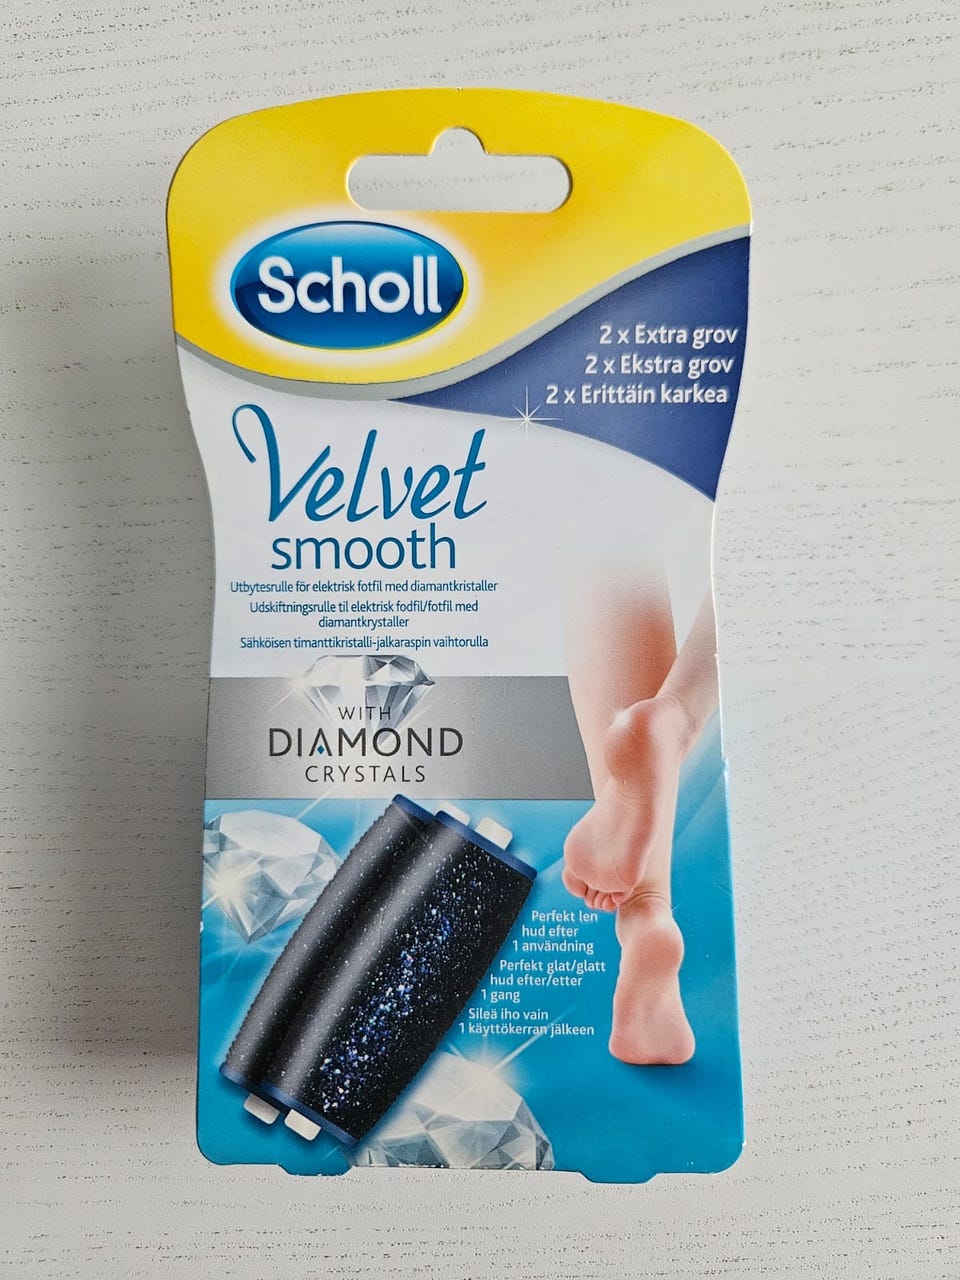 Scholl
2 x Extra grov
2 x Ekstra grov
2 x Erittäin karkea
Velvet
smooth
Utbytesrulle för elektrisk fotfil med diamantkristaller
Udskiftningsrulle til elektrisk fodfil/fotfil med
diamantkrystaller
Sähköisen timanttikristalli-jalkaraspin vaihtorulla
WITH
DIAMOND
CRYSTALS
Perfekt len
hud efter
1 användning
Perfekt glat/glatt
hud efter/etter
1 gang
Sileä iho vain
1 käyttökerran jälkeen